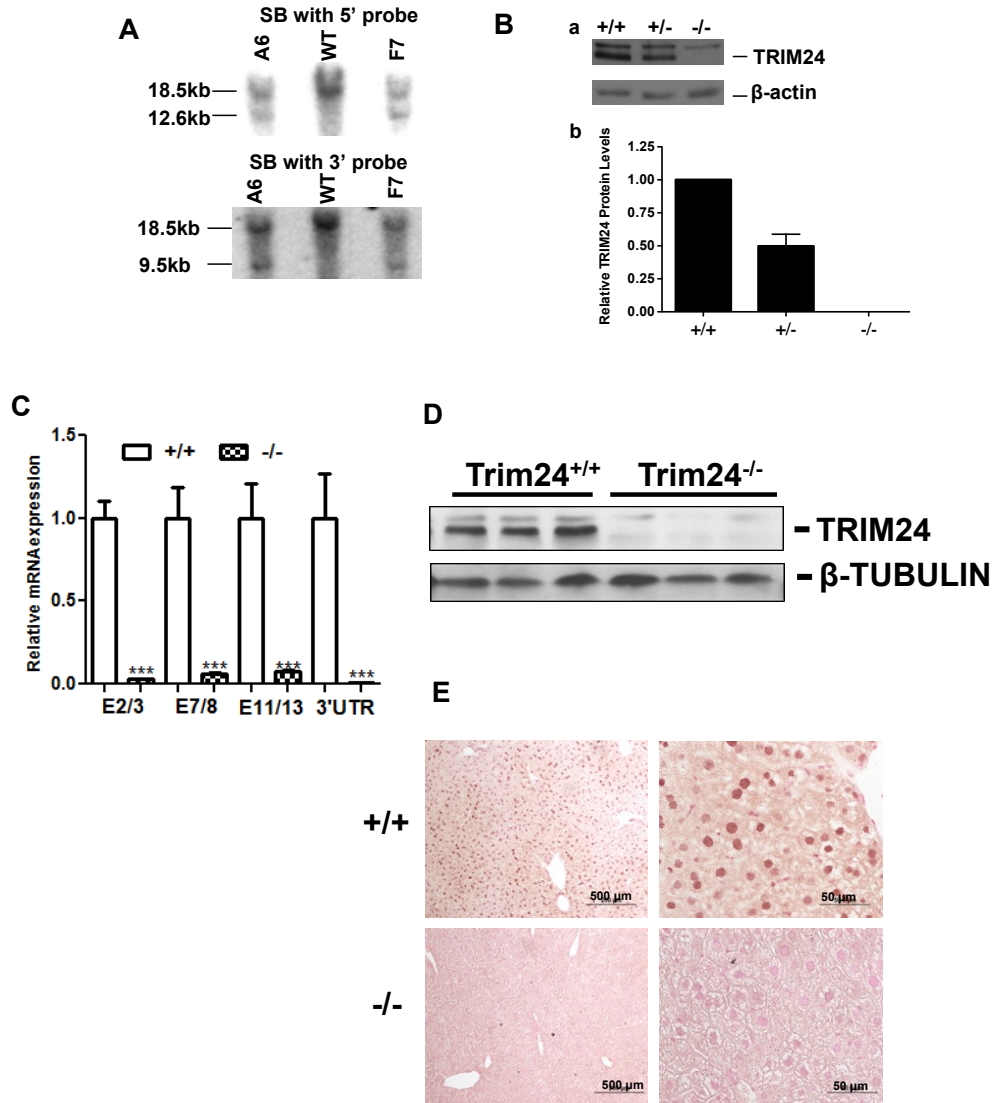 A
SB with 5’ probe
A6
WT
F7
18.5kb
12.6kb
SB with 3’ probe
A6
WT
F7
18.5kb
9.5kb
B
a
+/+ +/- -/-
TRIM24
β-actin
b
Relative TRIM24 Protein Levels
1.25
1.00
0.75
0.50
0.25
0.00
+/+ +/- -/-
C
Relative mRNA expression
1.5
1.0
0.5
0.0
+/+ -/-
*** *** *** ***
E2/3 E7/8 E11/13 3'UTR
D
Trim24+/+ Trim24-/-
- TRIM24
- β-TUBULIN
E
+/+
500 µm
50 µm
-/-
500 µm
50 µm